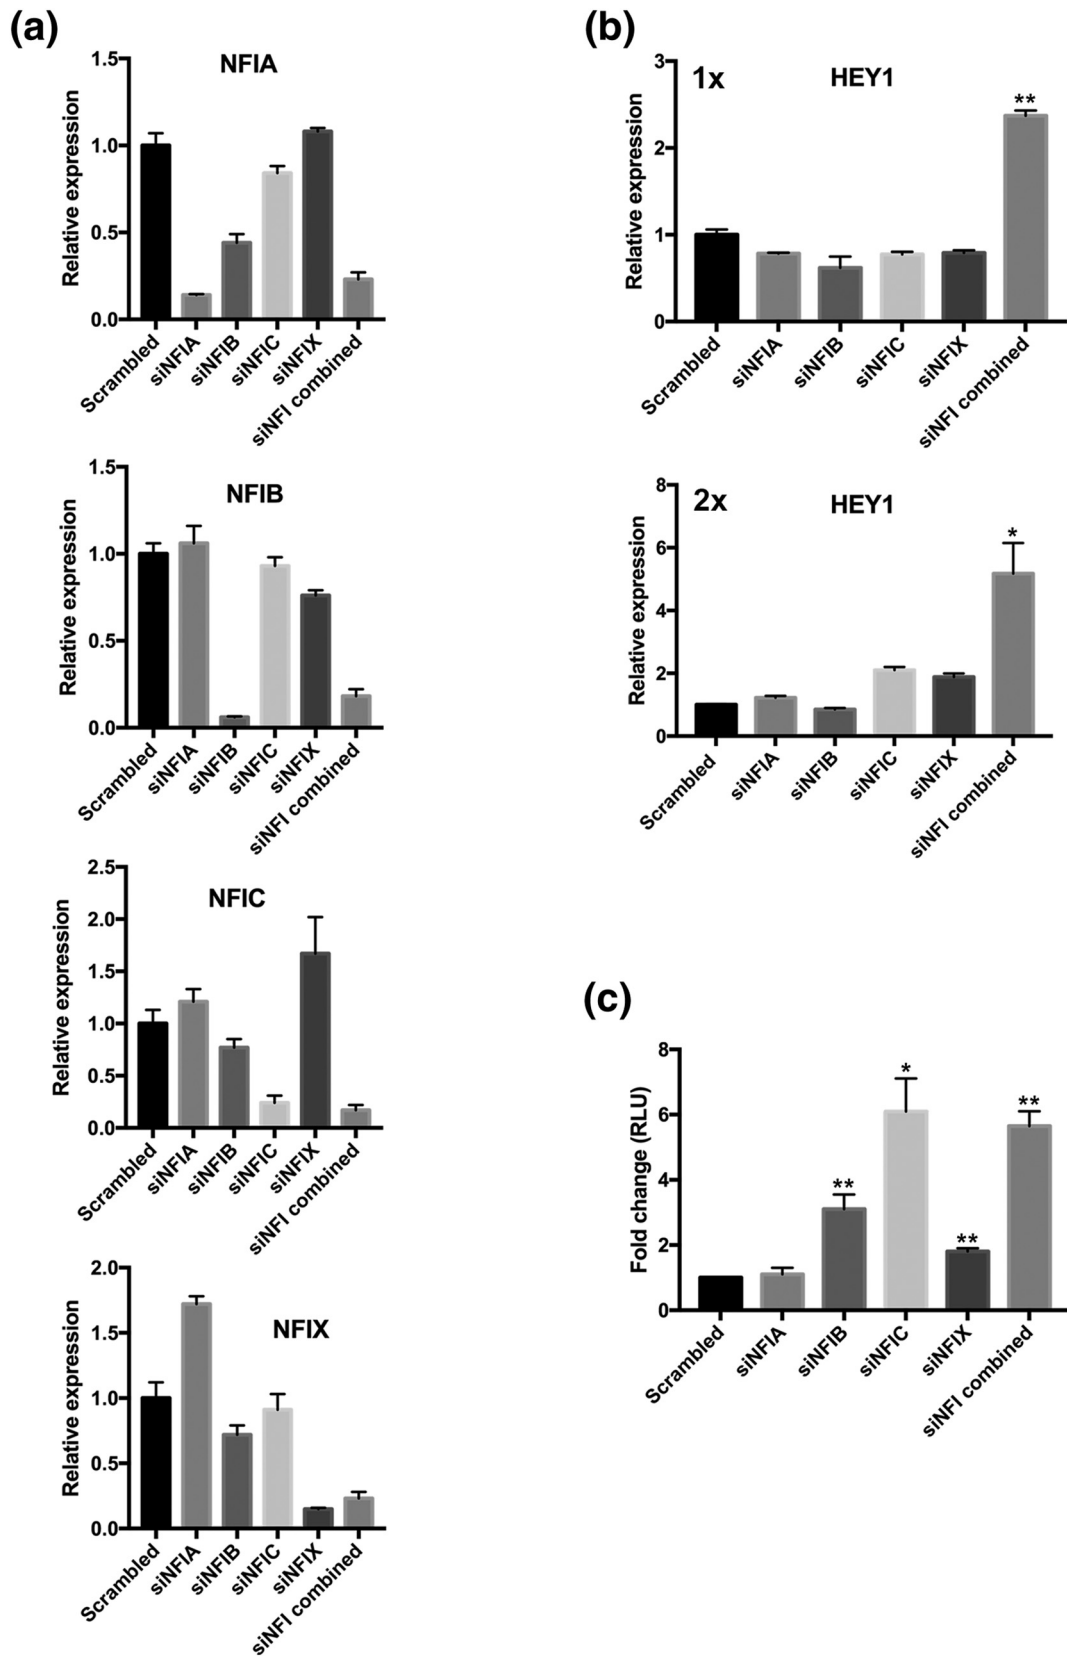 (a)
NFIA
Relative expression
1.5
1.0
0.5
0.0
Scrambled
siNFIA
siNFIB
siNFIC
siNFIX
siNFI combined
NFIB
Relative expression
1.5
1.0
0.5
0.0
Scrambled
siNFIA
siNFIB
siNFIC
siNFIX
siNFI combined
NFIC
Relative expression
2.5
2.0
1.5
1.0
0.5
0.0
Scrambled
siNFIA
siNFIB
siNFIC
siNFIX
siNFI combined
NFIX
Relative expression
2.0
1.5
1.0
0.5
0.0
Scrambled
siNFIA
siNFIB
siNFIC
siNFIX
siNFI combined
(b)
1x
HEY1
**
Relative expression
3
2
1
0
Scrambled
siNFIA
siNFIB
siNFIC
siNFIX
siNFI combined
2x
HEY1
*
Relative expression
8
6
4
2
0
Scrambled
siNFIA
siNFIB
siNFIC
siNFIX
siNFI combined
(c)
Fold change (RLU)
8
6
4
2
0
**
*
**
**
Scrambled
siNFIA
siNFIB
siNFIC
siNFIX
siNFI combined